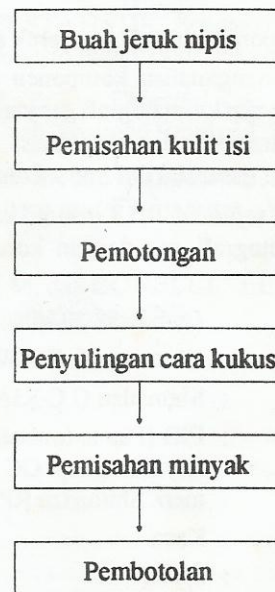 Buah jeruk nipis
Pemisahan kulit isi
Pemotongan
Penyulingan cara kukus
Pemisahan minyak
Pembotolan